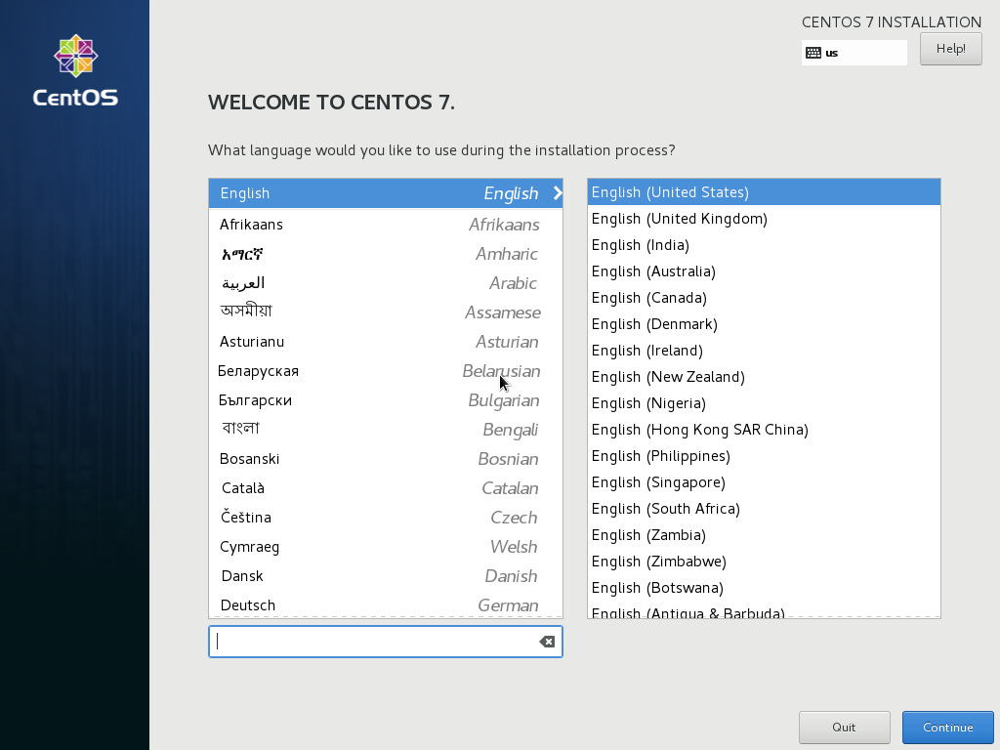 CentOS
CENTOS 7 INSTALLATION
us
Help!
WELCOME TO CENTOS 7.
What language would you like to use during the installation process?
English English
Afrikaans Afrikaans
አማርኛ Amharic
العربية Arabic
অসমীয়া Assamese
Asturianu Asturian
Беларуская Belarusian
Български Bulgarian
বাংলা Bengali
Bosanski Bosnian
Català Catalan
Čeština Czech
Cymraeg Welsh
Dansk Danish
Deutsch German
English (United States)
English (United Kingdom)
English (India)
English (Australia)
English (Canada)
English (Denmark)
English (Ireland)
English (New Zealand)
English (Nigeria)
English (Hong Kong SAR China)
English (Philippines)
English (Singapore)
English (South Africa)
English (Zambia)
English (Zimbabwe)
English (Botswana)
English (Antigua & Barbuda)
Quit
Continue